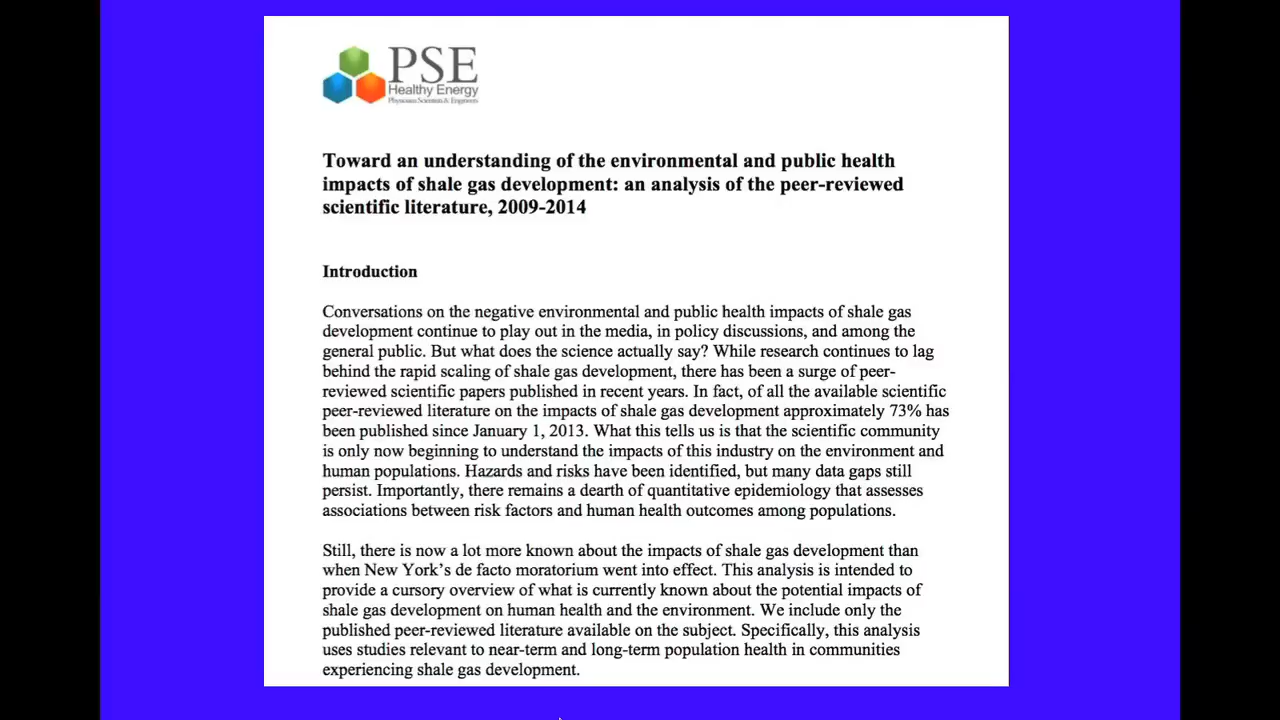 PSE
Healthy Energy
Physicians Scientists & Engineers
Toward an understanding of the environmental and public health
impacts of shale gas development: an analysis of the peer-reviewed
scientific literature, 2009-2014
Introduction
Conversations on the negative environmental and public health impacts of shale gas
development continue to play out in the media, in policy discussions, and among the
general public. But what does the science actually say? While research continues to lag
behind the rapid scaling of shale gas development, there has been a surge of peer-
reviewed scientific papers published in recent years. In fact, of all the available scientific
peer-reviewed literature on the impacts of shale gas development approximately 73% has
been published since January 1, 2013. What this tells us is that the scientific community
is only now beginning to understand the impacts of this industry on the environment and
human populations. Hazards and risks have been identified, but many data gaps still
persist. Importantly, there remains a dearth of quantitative epidemiology that assesses
associations between risk factors and human health outcomes among populations.
Still, there is now a lot more known about the impacts of shale gas development than
when New York's de facto moratorium went into effect. This analysis is intended to
provide a cursory overview of what is currently known about the potential impacts of
shale gas development on human health and the environment. We include only the
published peer-reviewed literature available on the subject. Specifically, this analysis
uses studies relevant to near-term and long-term population health in communities
experiencing shale gas development.